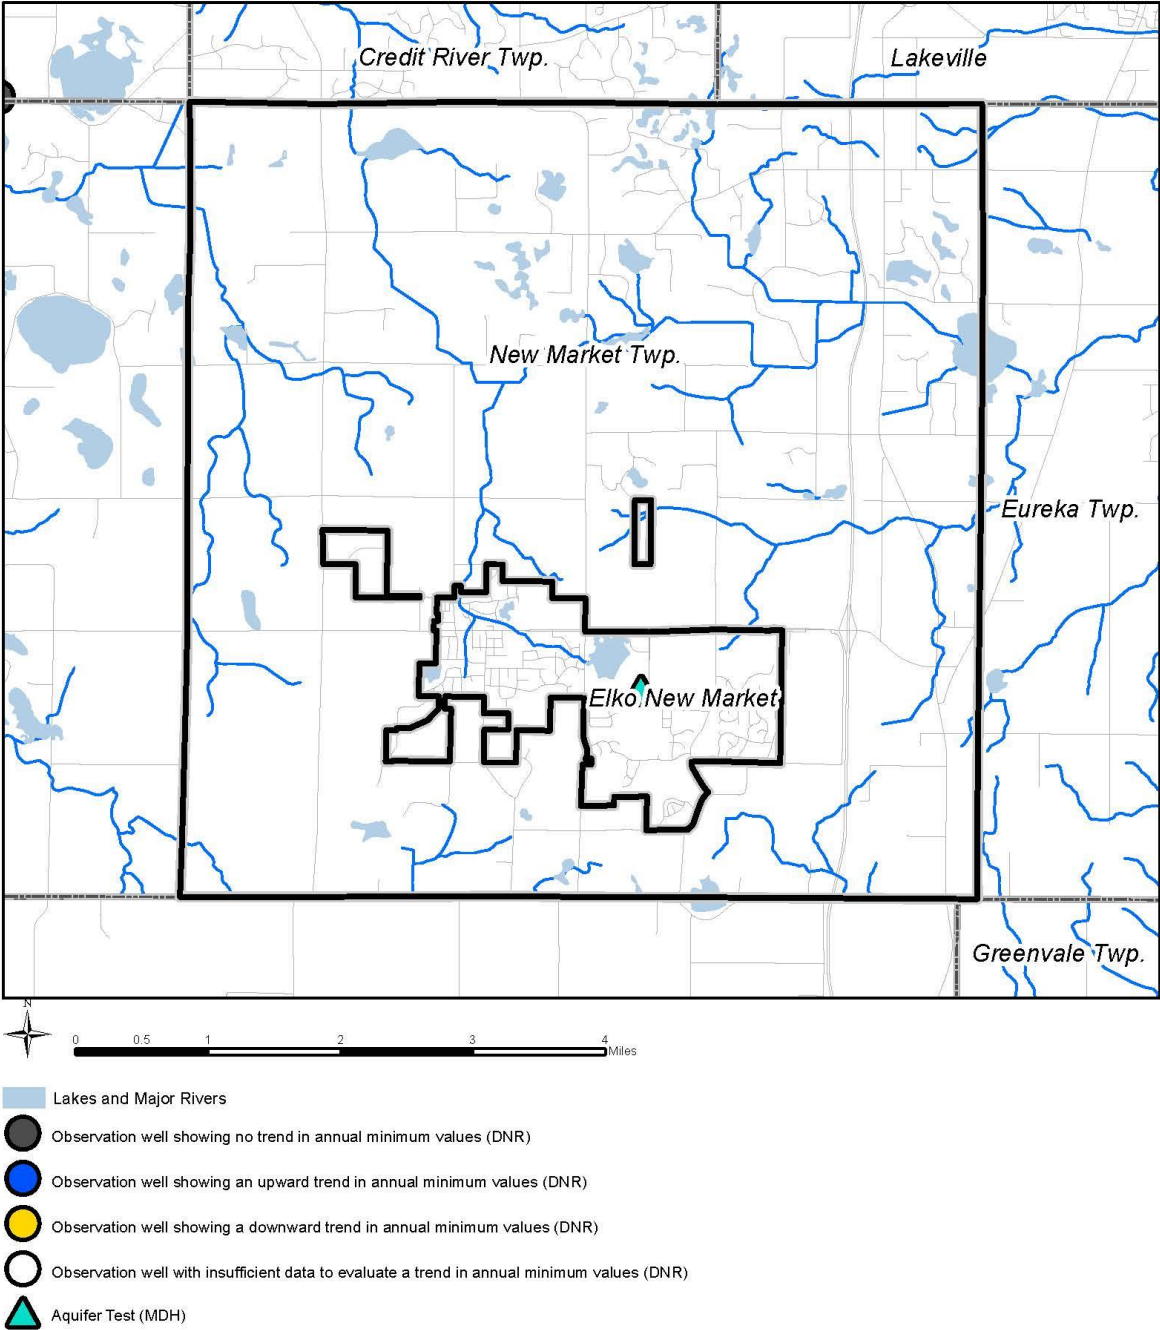 Credit River Twp.
Lakeville
New Market Twp.
Eureka Twp.
Elko New Market
Greenvale Twp.
N
0 0.5 1 2 3 4
Miles
Lakes and Major Rivers
Observation well showing no trend in annual minimum values (DNR)
Observation well showing an upward trend in annual minimum values (DNR)
Observation well showing a downward trend in annual minimum values (DNR)
Observation well with insufficient data to evaluate a trend in annual minimum values (DNR)
Aquifer Test (MDH)